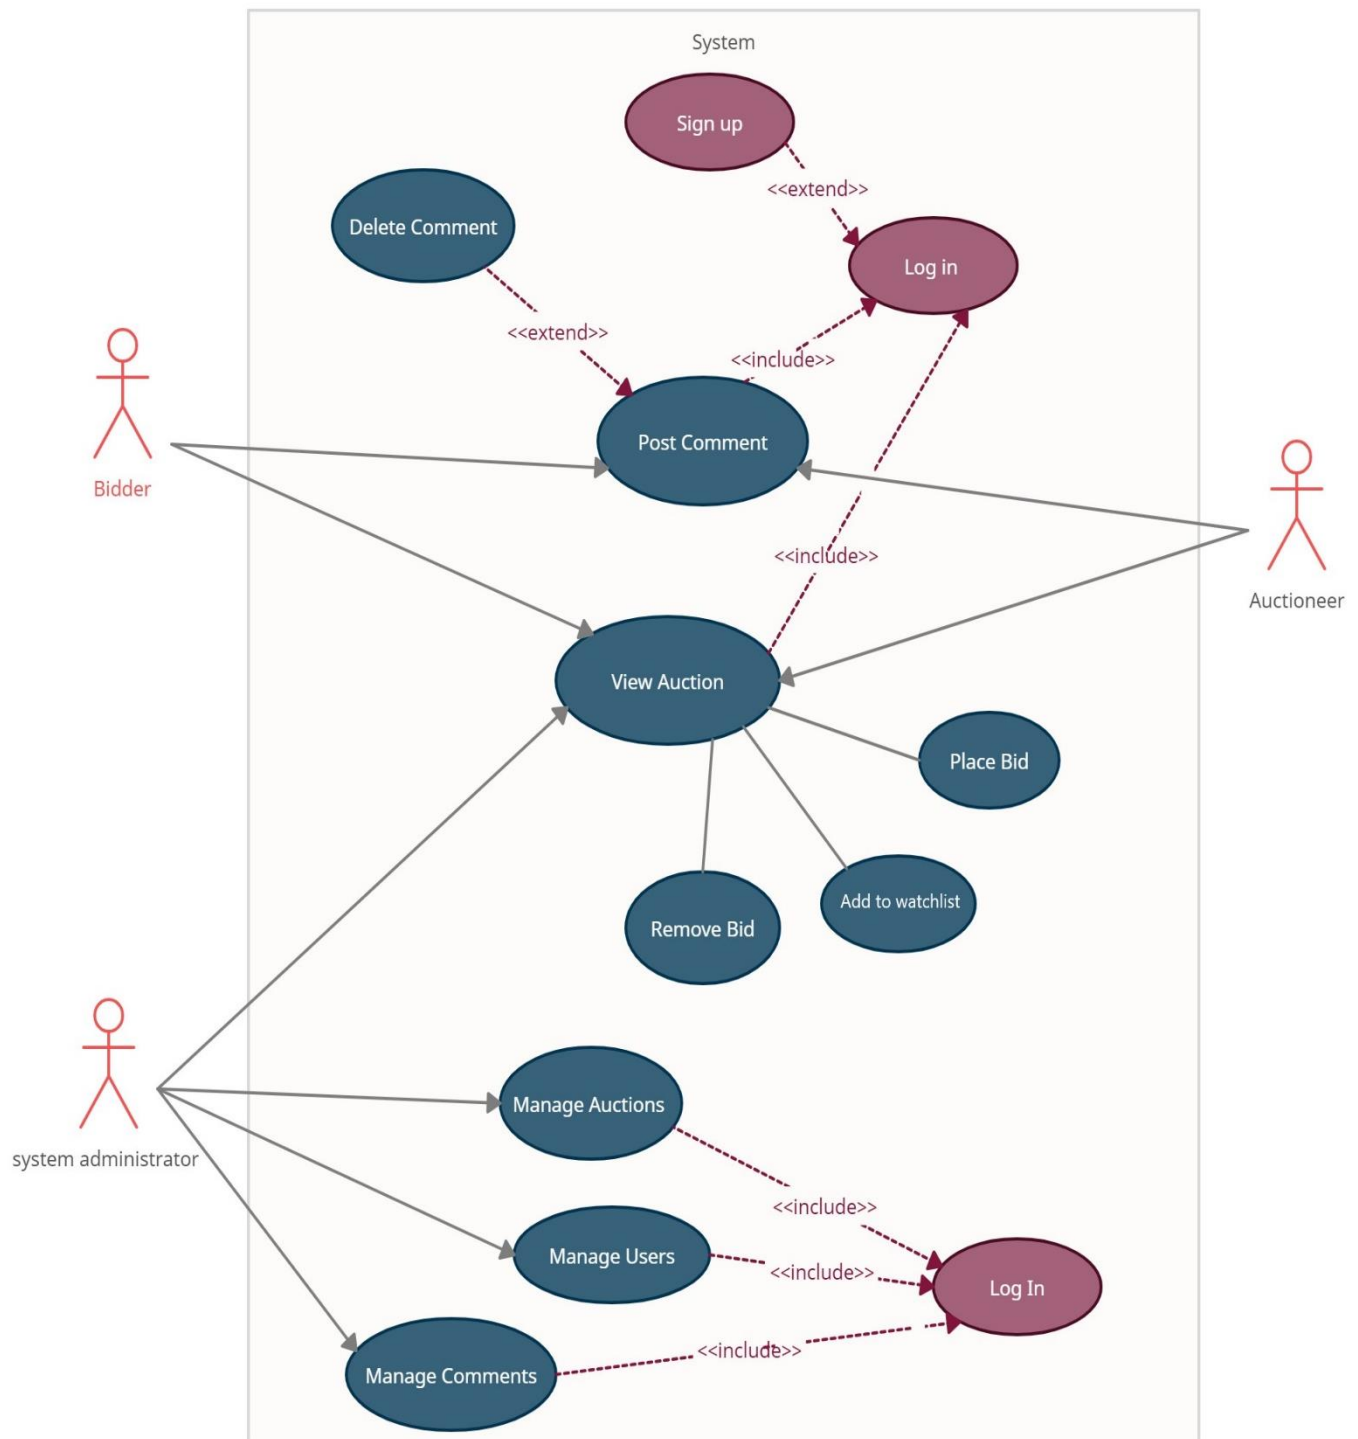 System
Sign up
<<extend>>
Delete Comment
Log in
<<extend>>
<<include>>
Post Comment
Bidder
<<include>>
Auctioneer
View Auction
Place Bid
Add to watchlist
Remove Bid
Manage Auctions
system administrator
<<include>>
Manage Users
<<include>>
Log In
<<include>>
Manage Comments